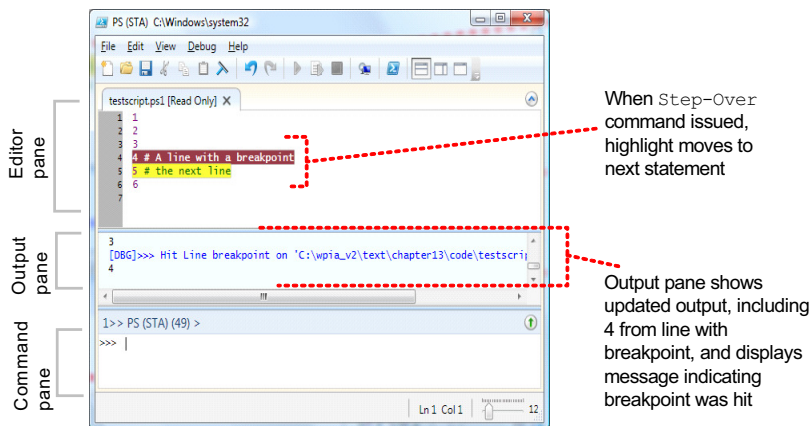 PS (STA) C:\Windows\system32
File Edit View Debug Help
testscript.ps1 [Read Only] X
1 1
2 2
3 3
4 4 # A line with a breakpoint
5 5 # the next line
6 6
7
Editor
pane
When Step-Over
command issued,
highlight moves to
next statement
3
[DBG]>>> Hit Line breakpoint on 'C:\wpia_v2\text\chapter13\code\testscri
4
Output
pane
Output pane shows
updated output, including
4 from line with
breakpoint, and displays
message indicating
breakpoint was hit
1>> PS (STA) (49) >
>>>
Command
pane
Ln 1 Col 1
12